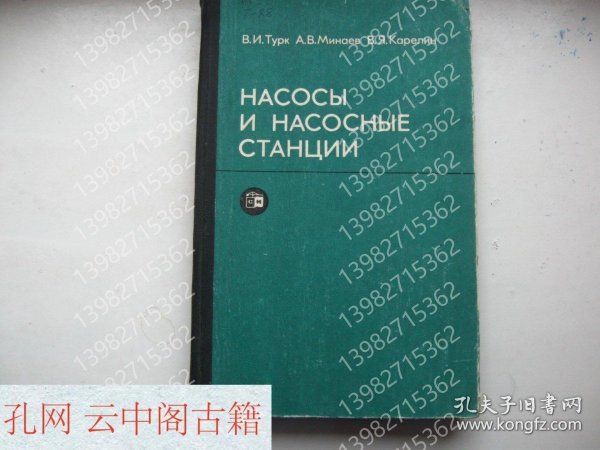 В.И.Турк А.В.Минаев В.Я.Карелин
НАСОСЫ
И НАСОСНЫЕ
СТАНЦИИ
13982715362
孔网 云中阁古籍
孔夫子旧书网
www.kongfz.com